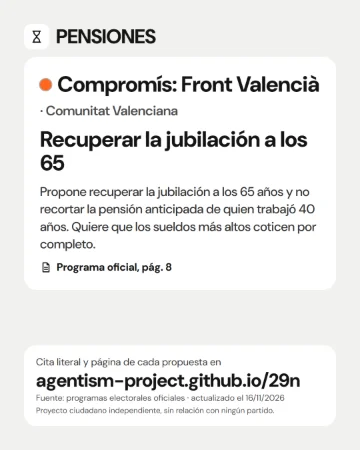 PENSIONES
Compromís: Front Valencià
· Comunitat Valenciana
Recuperar la jubilación a los
65
Propone recuperar la jubilación a los 65 años y no
recortar la pensión anticipada de quien trabajó 40
años. Quiere que los sueldos más altos coticen por
completo.
Programa oficial, pág. 8
Cita literal y página de cada propuesta en
agentism-project.github.io/29n
Fuente: programas electorales oficiales · actualizado el 16/11/2026
Proyecto ciudadano independiente, sin relación con ningún partido.